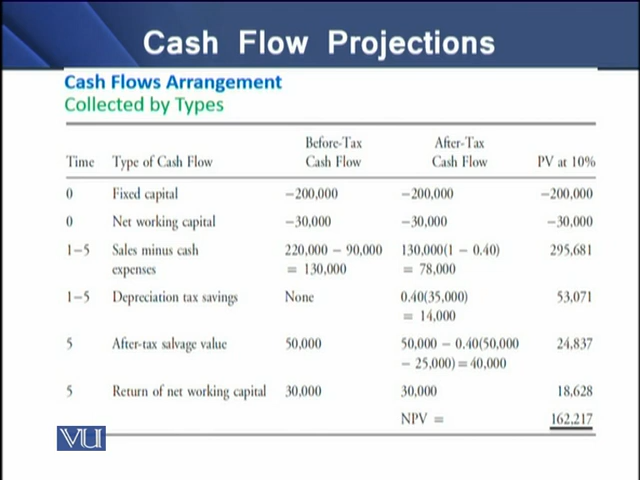 Cash Flow Projections
Cash Flows Arrangement
Collected by Types
Before-Tax After-Tax
Time Type of Cash Flow Cash Flow Cash Flow PV at 10%
0 Fixed capital −200,000 −200,000 −200,000
0 Net working capital −30,000 −30,000 −30,000
1–5 Sales minus cash 220,000 − 90,000 130,000(1 − 0.40) 295,681
expenses = 130,000 = 78,000
1–5 Depreciation tax savings None 0.40(35,000) 53,071
= 14,000
5 After-tax salvage value 50,000 50,000 − 0.40(50,000 24,837
− 25,000) = 40,000
5 Return of net working capital 30,000 30,000 18,628
NPV = 162,217
VU